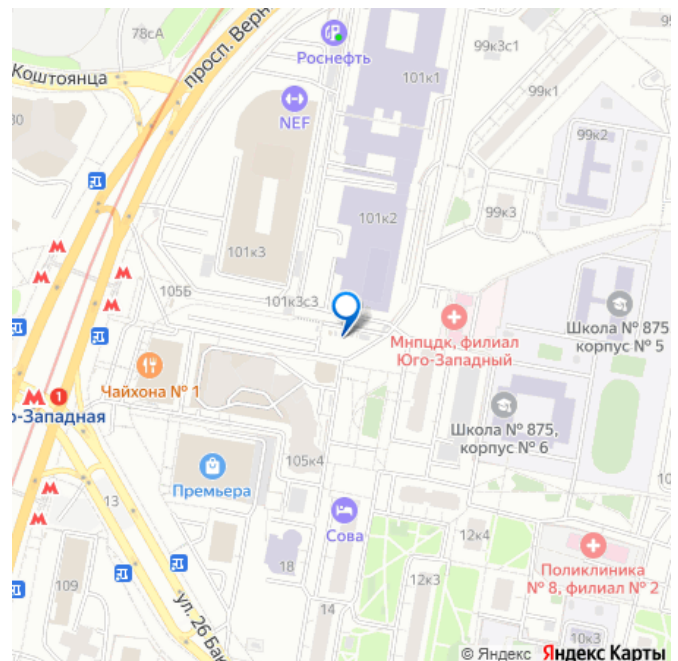 78сА
99к3с1
просп. Верн
Роснефть
Коштоянца
101к1
99к1
NEF
30
99к2
101к2
99к3
101к3
105Б
101к3с3
Школа № 875
корпус № 5
Мнпцдк, филиал
Юго-Западный
Чайхона № 1
1
о-Западная
Школа № 875,
корпус № 6
105к4
Премьера
10
13
Сова
12к4
18
Поликлиника
№ 8, филиал № 2
109
12к3
ул. 26 Бак
14
10к3
© Яндекс Яндекс Карты